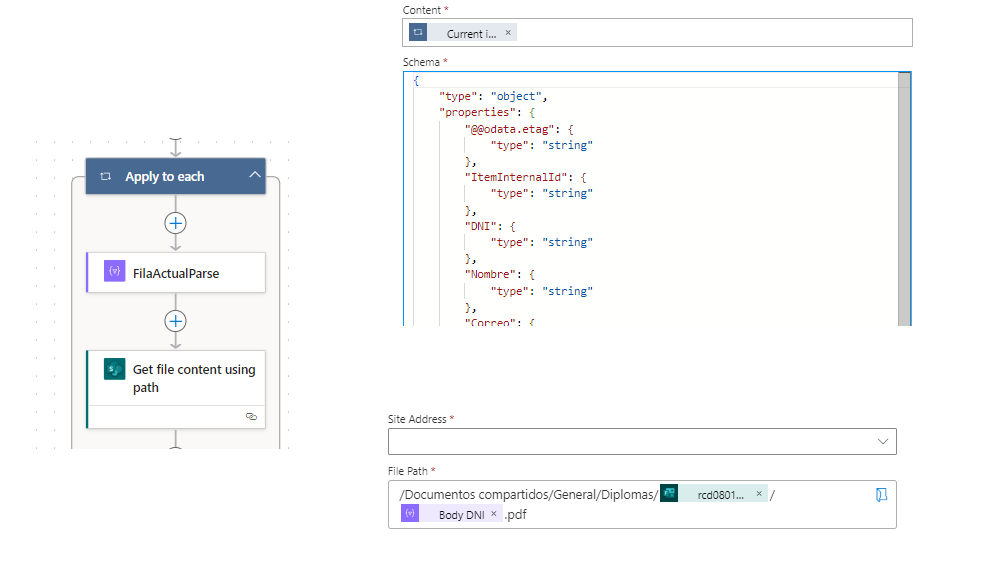 Apply to each
FilaActualParse
Get file content using
path
Content *
Current i... ×
Schema *
{
"type": "object",
"properties": {
"@@odata.etag": {
"type": "string"
},
"ItemInternalId": {
"type": "string"
},
"DNI": {
"type": "string"
},
"Nombre": {
"type": "string"
},
"Correo": {
Site Address *
File Path *
/Documentos compartidos/General/Diplomas/ rcd0801... × /
Body DNI × .pdf